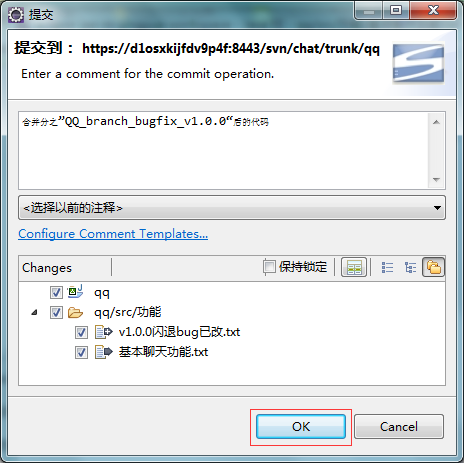 提交
提交到： https://d1osxkijfdv9p4f:8443/svn/chat/trunk/qq
Enter a comment for the commit operation.
合并分之”QQ_branch_bugfix_v1.0.0“后的代码
<选择以前的注释>
Configure Comment Templates...
Changes 保持锁定
qq
qq/src/功能
v1.0.0闪退bug已改.txt
基本聊天功能.txt
OK Cancel